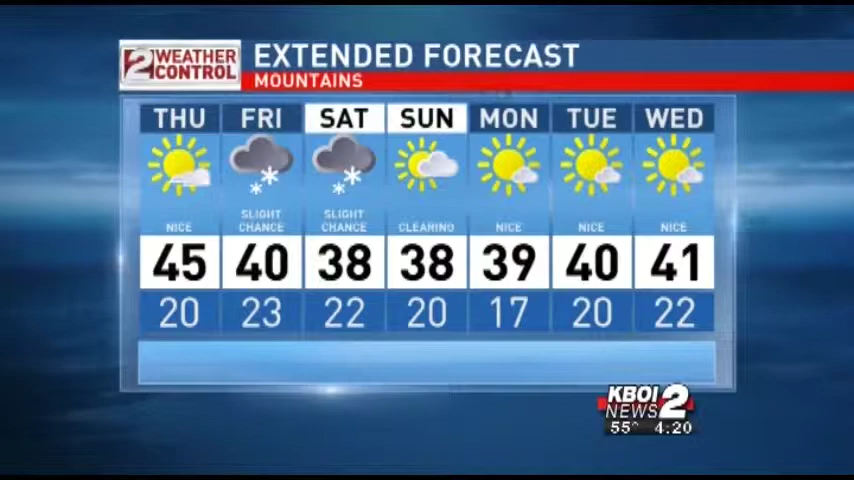 2 WEATHER CONTROL
EXTENDED FORECAST
MOUNTAINS
THU FRI SAT SUN MON TUE WED
NICE SLIGHT CHANCE SLIGHT CHANCE CLEARING NICE NICE NICE
45 40 38 38 39 40 41
20 23 22 20 17 20 22
KBOI
NEWS 2
55° 4:20